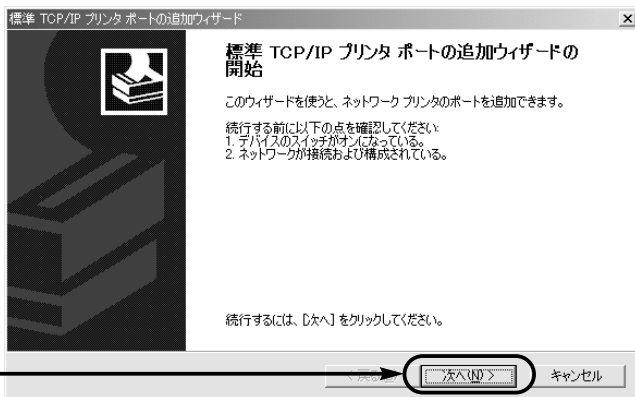 標準 TCP/IP プリンタ ポートの追加ウィザード
標準 TCP/IP プリンタ ポートの追加ウィザードの
開始
このウィザードを使うと、ネットワーク プリンタのポートを追加できます。
続行する前に以下の点を確認してください:
1. デバイスのスイッチがオンになっている。
2. ネットワークが接続および構成されている。
続行するには、[次へ] をクリックしてください。
次へ(N) >
キャンセル